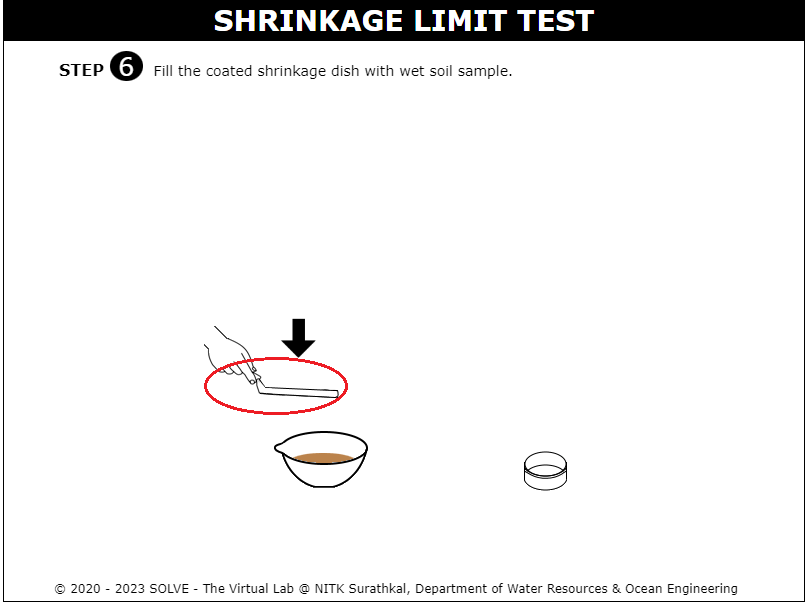 SHRINKAGE LIMIT TEST
STEP 6 Fill the coated shrinkage dish with wet soil sample.
© 2020 - 2023 SOLVE - The Virtual Lab @ NITK Surathkal, Department of Water Resources & Ocean Engineering